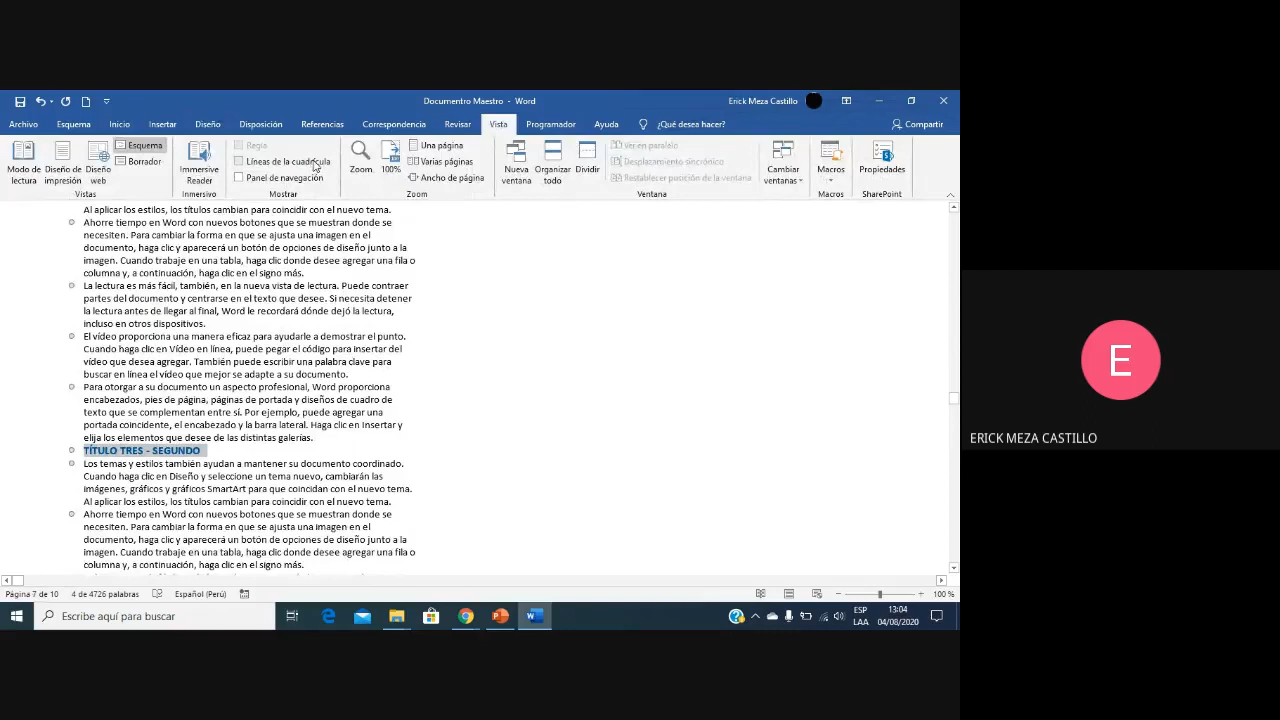 Documentro Maestro - Word
Erick Meza Castillo
Archivo Esquema Inicio Insertar Diseño Disposición Referencias Correspondencia Revisar Vista Programador Ayuda ¿Qué desea hacer? Compartir
Modo de lectura
Diseño de impresión
Diseño web
Esquema
Borrador
Vistas
Immersive Reader
Inmersivo
Regla
Líneas de la cuadrícula
Panel de navegación
Mostrar
Zoom
100%
Una página
Varias páginas
Ancho de página
Zoom
Nueva ventana
Organizar todo
Dividir
Ver en paralelo
Desplazamiento sincrónico
Restablecer posición de la ventana
Cambiar ventanas
Ventana
Macros
Macros
Propiedades
SharePoint
Al aplicar los estilos, los títulos cambian para coincidir con el nuevo tema.
Ahorre tiempo en Word con nuevos botones que se muestran donde se
necesiten. Para cambiar la forma en que se ajusta una imagen en el
documento, haga clic y aparecerá un botón de opciones de diseño junto a la
imagen. Cuando trabaje en una tabla, haga clic donde desee agregar una fila o
columna y, a continuación, haga clic en el signo más.
La lectura es más fácil, también, en la nueva vista de lectura. Puede contraer
partes del documento y centrarse en el texto que desee. Si necesita detener
la lectura antes de llegar al final, Word le recordará dónde dejó la lectura,
incluso en otros dispositivos.
El vídeo proporciona una manera eficaz para ayudarle a demostrar el punto.
Cuando haga clic en Vídeo en línea, puede pegar el código para insertar del
vídeo que desea agregar. También puede escribir una palabra clave para
buscar en línea el vídeo que mejor se adapte a su documento.
Para otorgar a su documento un aspecto profesional, Word proporciona
encabezados, pies de página, páginas de portada y diseños de cuadro de
texto que se complementan entre sí. Por ejemplo, puede agregar una
portada coincidente, el encabezado y la barra lateral. Haga clic en Insertar y
elija los elementos que desee de las distintas galerías.
TÍTULO TRES - SEGUNDO
Los temas y estilos también ayudan a mantener su documento coordinado.
Cuando haga clic en Diseño y seleccione un tema nuevo, cambiarán las
imágenes, gráficos y gráficos SmartArt para que coincidan con el nuevo tema.
Al aplicar los estilos, los títulos cambian para coincidir con el nuevo tema.
Ahorre tiempo en Word con nuevos botones que se muestran donde se
necesiten. Para cambiar la forma en que se ajusta una imagen en el
documento, haga clic y aparecerá un botón de opciones de diseño junto a la
imagen. Cuando trabaje en una tabla, haga clic donde desee agregar una fila o
columna y, a continuación, haga clic en el signo más.
Página 7 de 10 4 de 4726 palabras Español (Perú) 100 %
Escribe aquí para buscar
ESP
LAA
13:04
04/08/2020
E
ERICK MEZA CASTILLO